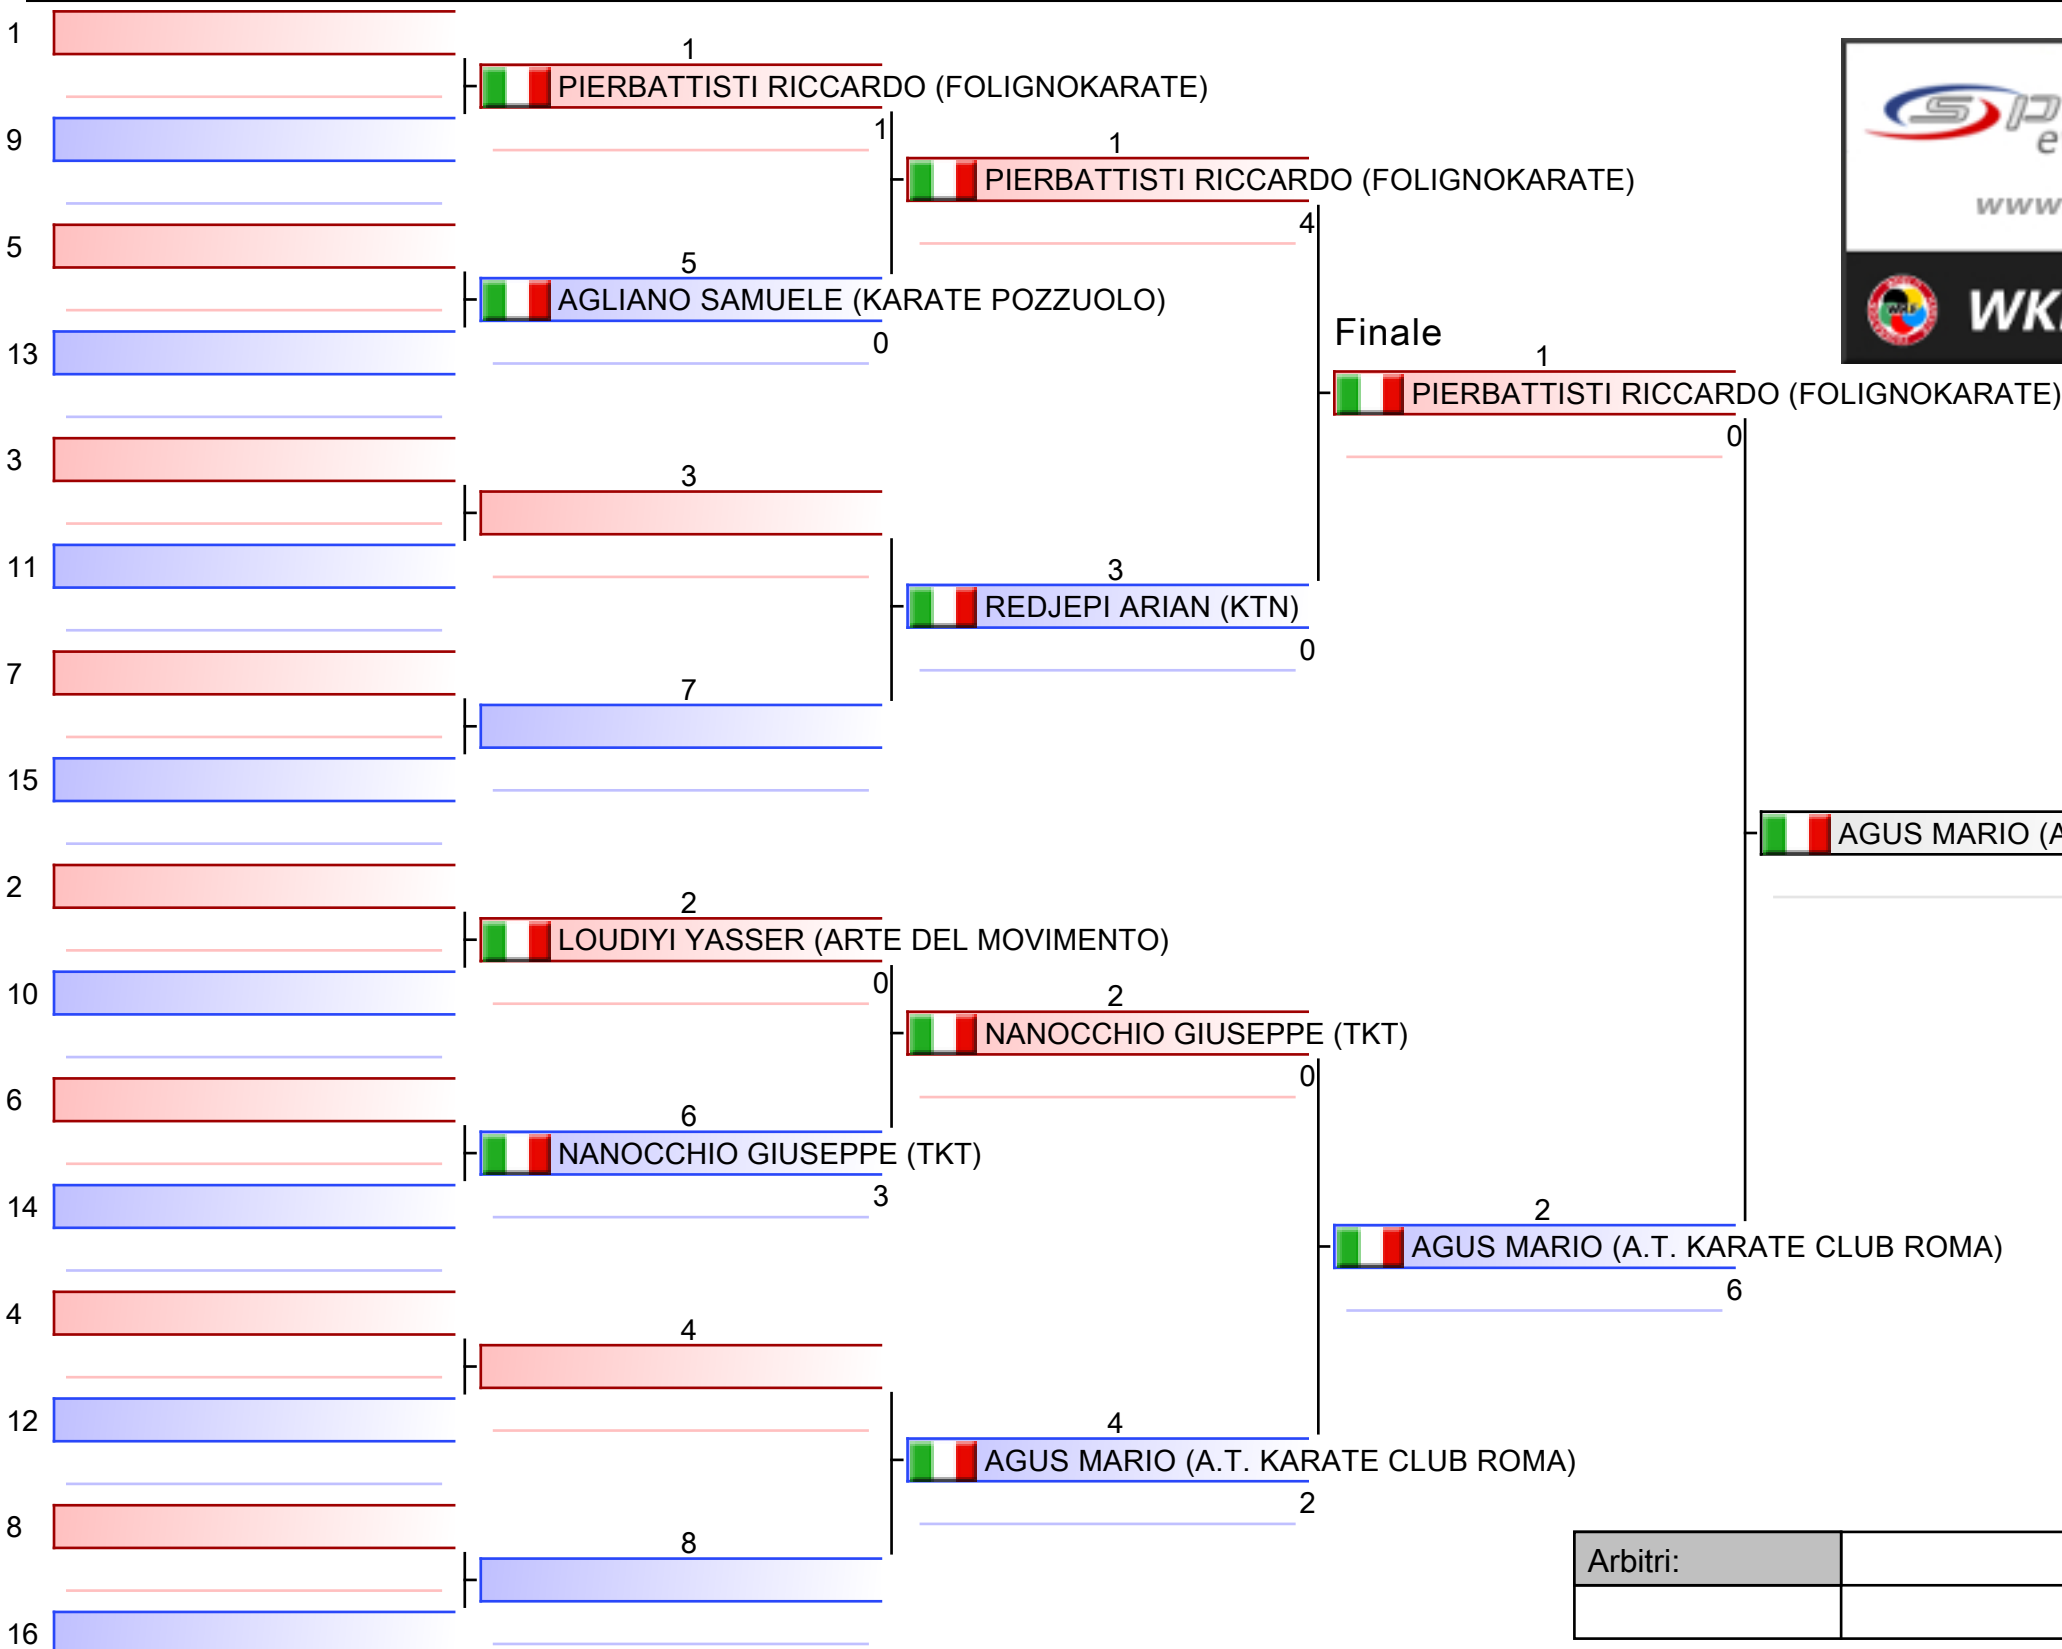 1
1
PIERBATTISTI RICCARDO (FOLIGNOKARATE)
9
1
1
PIERBATTISTI RICCARDO (FOLIGNOKARATE)
www
5
4
5
AGLIANO SAMUELE (KARATE POZZUOLO)
WK
13
0
Finale
1
PIERBATTISTI RICCARDO (FOLIGNOKARATE)
0
3
3
11
3
REDJEPI ARIAN (KTN)
0
7
7
15
AGUS MARIO (A
2
2
LOUDIYI YASSER (ARTE DEL MOVIMENTO)
10
0
2
NANOCCHIO GIUSEPPE (TKT)
0
6
6
NANOCCHIO GIUSEPPE (TKT)
14
3
2
AGUS MARIO (A.T. KARATE CLUB ROMA)
6
4
4
12
4
AGUS MARIO (A.T. KARATE CLUB ROMA)
2
8
8
Arbitri:
16